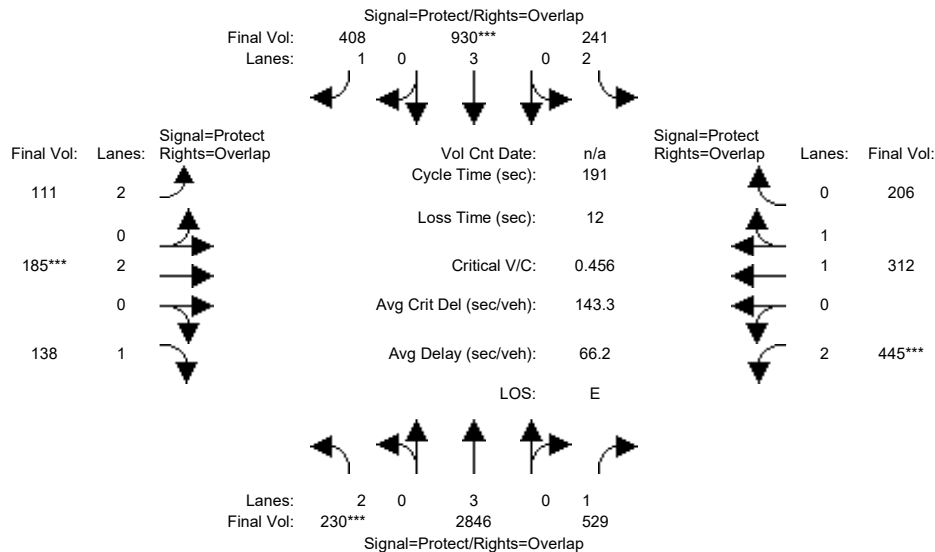 Signal=Protect/Rights=Overlap
Final Vol: 408 930*** 241
Lanes: 1 0 3 0 2
Signal=Protect Signal=Protect
Final Vol: Lanes: Rights=Overlap Vol Cnt Date: n/a Rights=Overlap Lanes: Final Vol:
Cycle Time (sec): 191
111 2 0 206
Loss Time (sec): 12
0 1
185*** 2 Critical V/C: 0.456 1 312
0 Avg Crit Del (sec/veh): 143.3 0
138 1 Avg Delay (sec/veh): 66.2 2 445***
LOS: E
Lanes: 2 0 3 0 1
Final Vol: 230*** 2846 529
Signal=Protect/Rights=Overlap